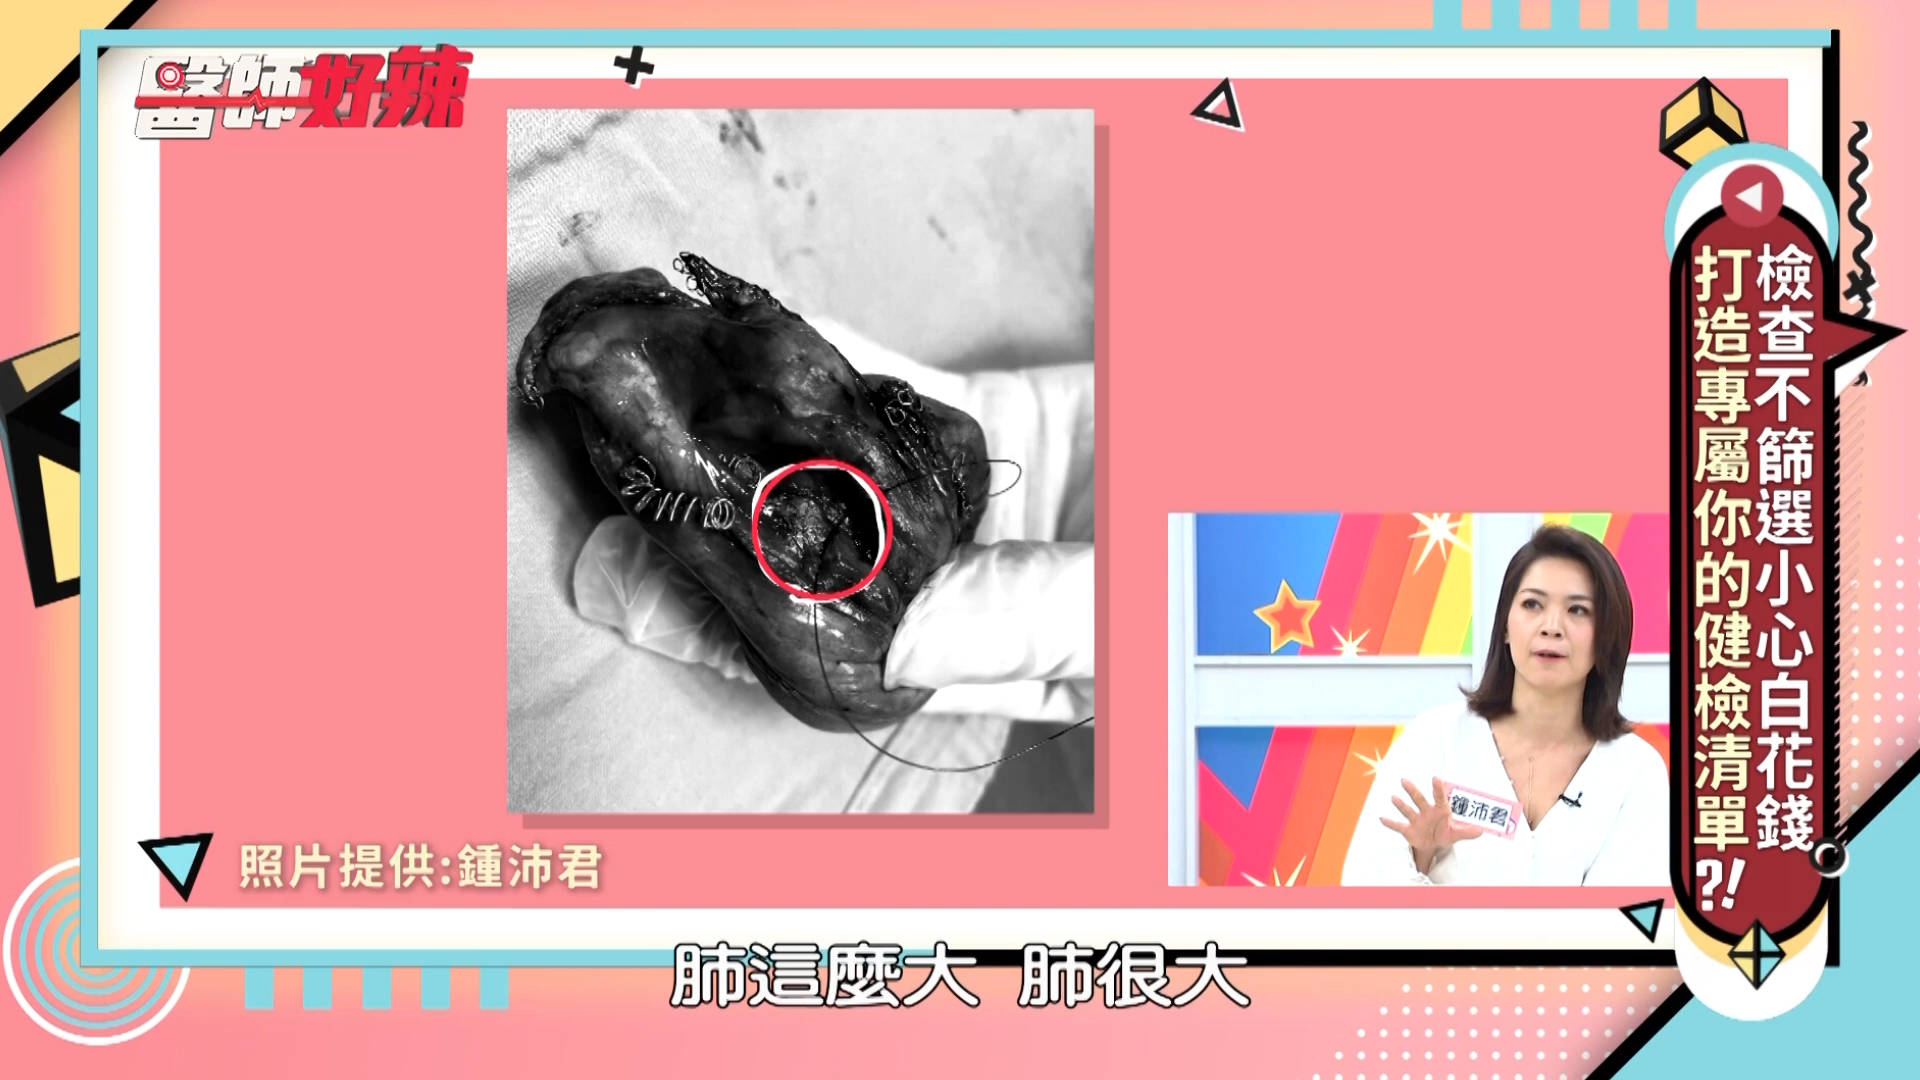 醫師好辣
檢查不篩選小心白花錢
打造專屬你的健檢清單?!
鍾沛君
照片提供:鍾沛君
肺這麼大 肺很大